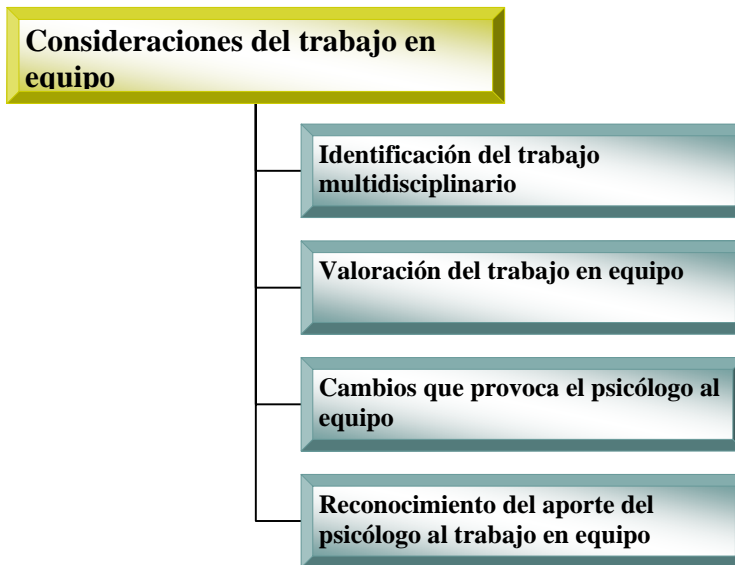 Consideraciones del trabajo en
equipo
Identificación del trabajo
multidisciplinario
Valoración del trabajo en equipo
Cambios que provoca el psicólogo al
equipo
Reconocimiento del aporte del
psicólogo al trabajo en equipo